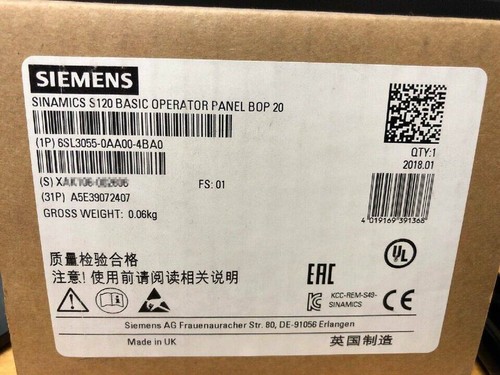 SIEMENS
SINAMICS S120 BASIC OPERATOR PANEL BOP 20
(1P) 6SL3055-0AA00-4BA0
QTY:1
2018.01
(S)
FS: 01
(31P) A5E39072407
GROSS WEIGHT: 0.06kg
4 019169 391368
质量检验合格
注意! 使用前请阅读相关说明
UL
EAC
KCC-REM-S49-
SINAMICS
CE
Siemens AG Frauenauracher Str. 80, DE-91056 Erlangen
Made in UK
英国制造